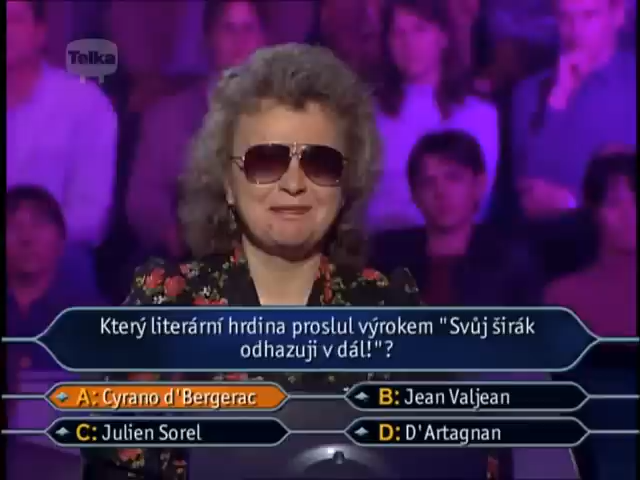 Telka
Který literární hrdina proslul výrokem "Svůj širák
odhazuji v dál!"?
A: Cyrano d'Bergerac
B: Jean Valjean
C: Julien Sorel
D: D'Artagnan